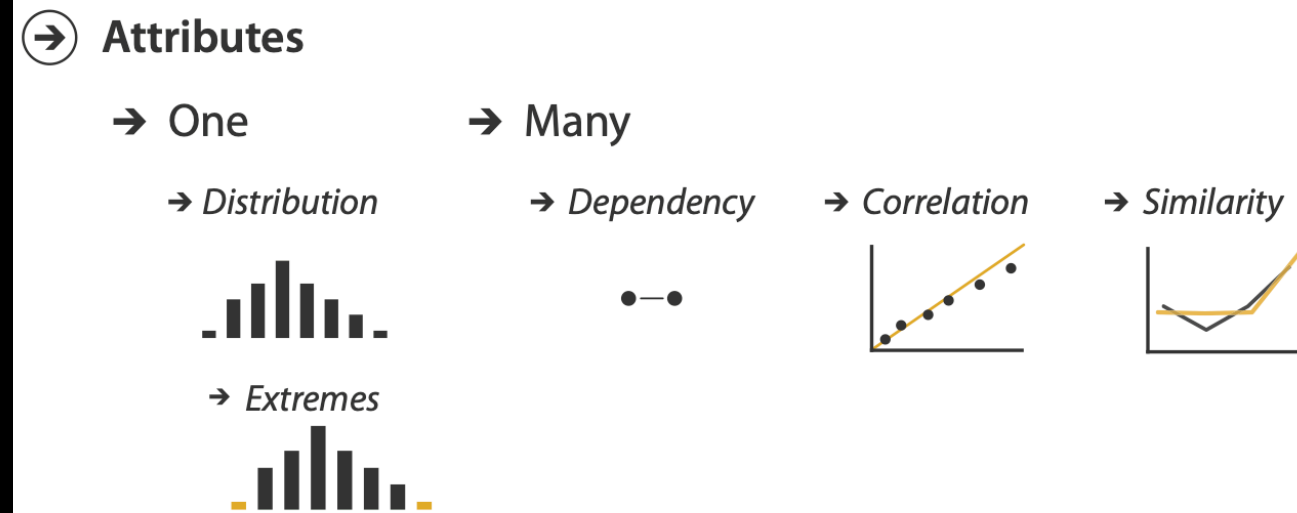 Attributes
One
Many
Distribution
Dependency
Correlation
Similarity
Extremes